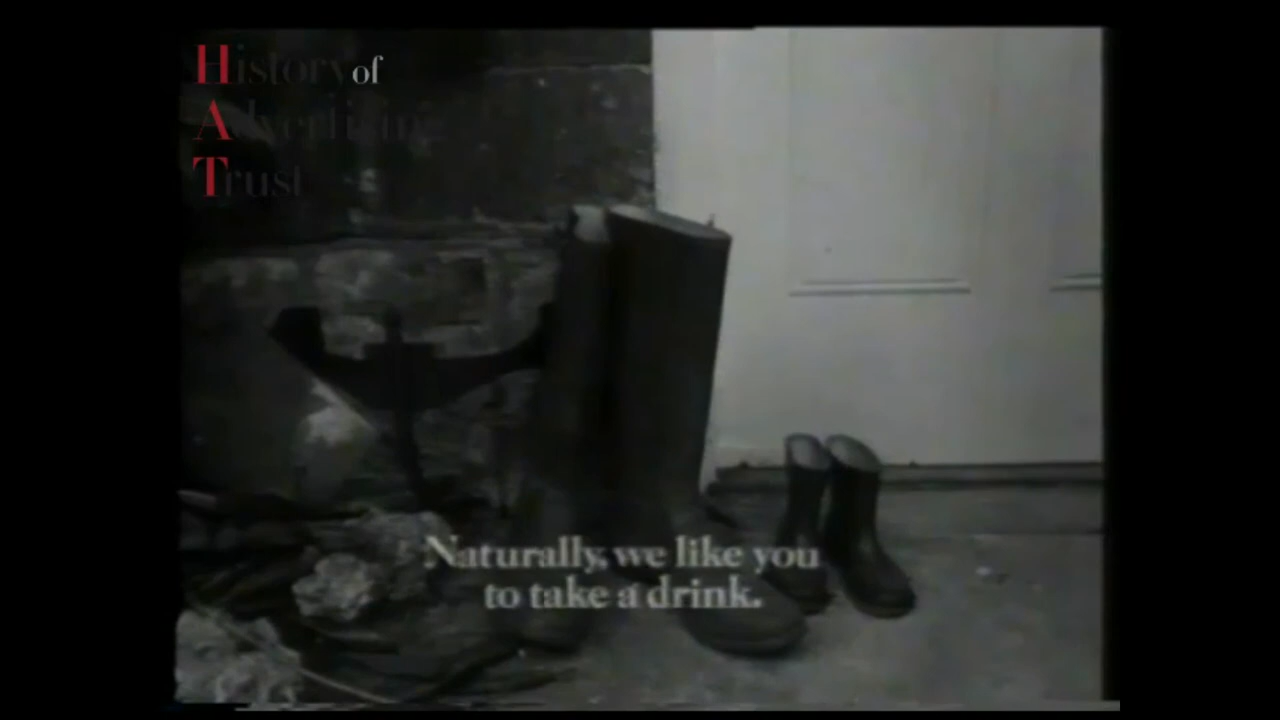 History of
Advertising
Trust
Naturally, we like you
to take a drink.